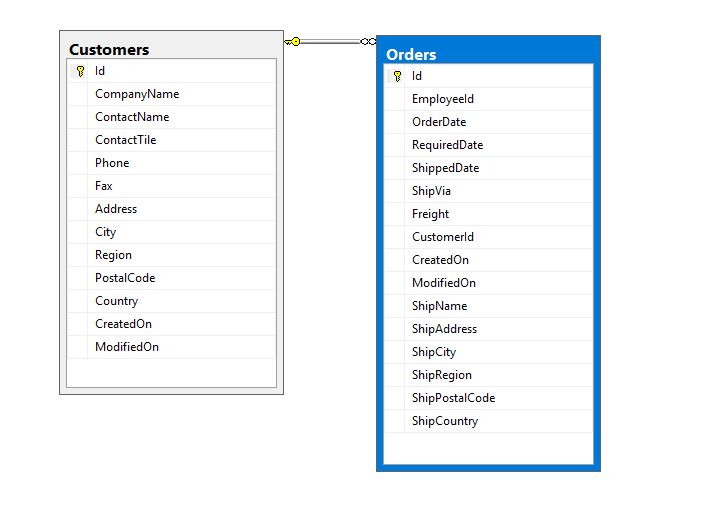 Customers
Id
CompanyName
ContactName
ContactTile
Phone
Fax
Address
City
Region
PostalCode
Country
CreatedOn
ModifiedOn
Orders
Id
EmployeeId
OrderDate
RequiredDate
ShippedDate
ShipVia
Freight
CustomerId
CreatedOn
ModifiedOn
ShipName
ShipAddress
ShipCity
ShipRegion
ShipPostalCode
ShipCountry